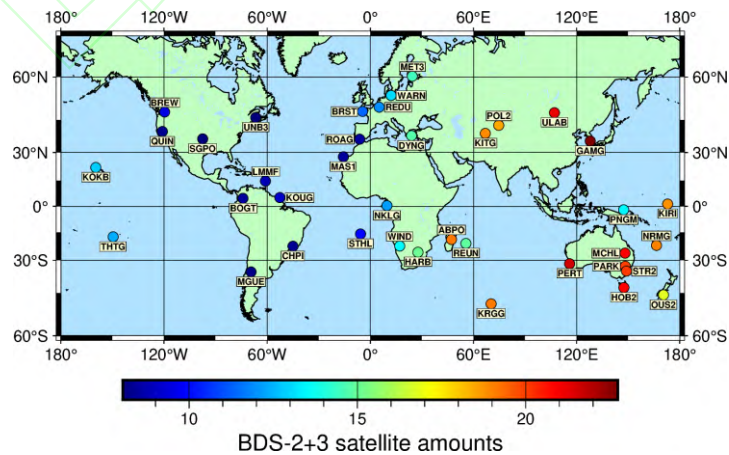 180° 120°W 60°W 0° 60°E 120°E 180°
60°N 60°N
MET3
WARN
BREW BRST REDU POL2 ULAB
UNB3
QUIN SGPO ROAG DYNG KITG GAMG
30°N 30°N
MAS1
KOKB LMMF
BOGT KOUG KIRI
0° 0°
NKLG PNGM
THTG STHL WIND ABPO NRMG
CHPI HARB REUN MCHL
30°S 30°S
PERT PARK STR2
MGUE HOB2 OUS2
KRGG
60°S 60°S
180° 120°W 60°W 0° 60°E 120°E 180°
10 15 20
BDS-2+3 satellite amounts